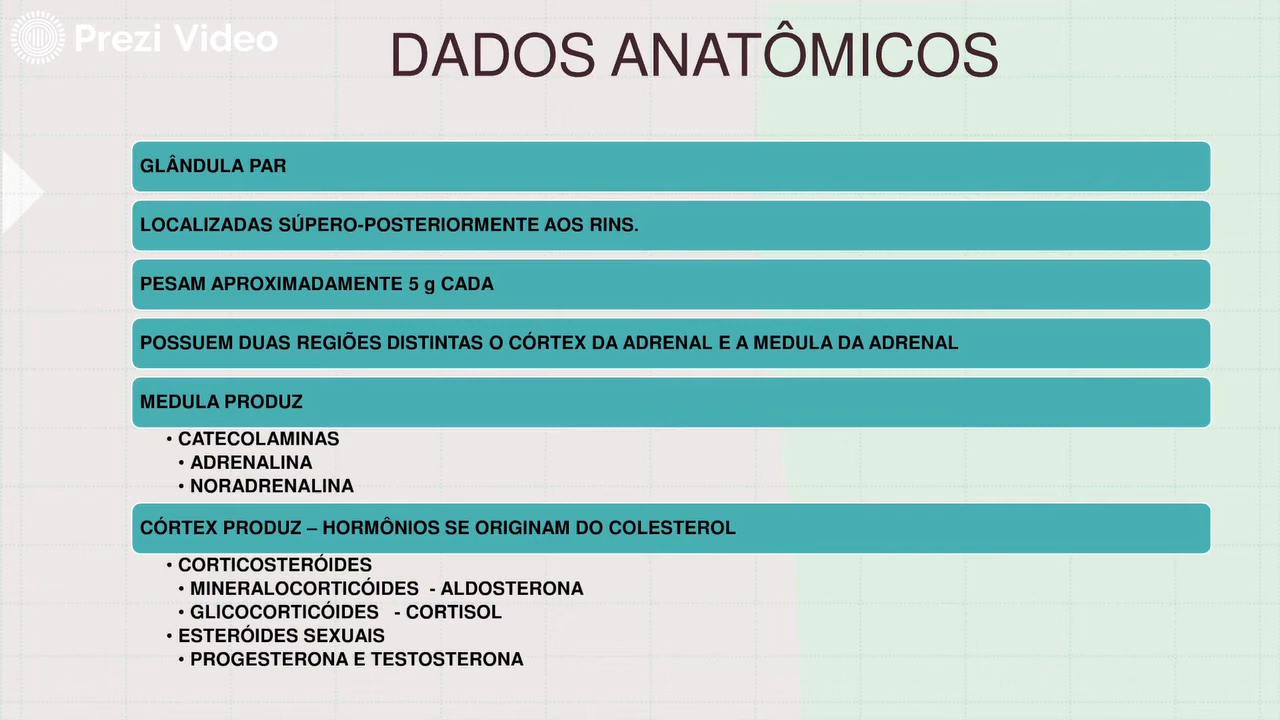 Prezi Video
DADOS ANATÔMICOS
GLÂNDULA PAR
LOCALIZADAS SÚPERO-POSTERIORMENTE AOS RINS.
PESAM APROXIMADAMENTE 5 g CADA
POSSUEM DUAS REGIÕES DISTINTAS O CÓRTEX DA ADRENAL E A MEDULA DA ADRENAL
MEDULA PRODUZ
• CATECOLAMINAS
• ADRENALINA
• NORADRENALINA
CÓRTEX PRODUZ – HORMÔNIOS SE ORIGINAM DO COLESTEROL
• CORTICOSTERÓIDES
• MINERALOCORTICÓIDES - ALDOSTERONA
• GLICOCORTICÓIDES - CORTISOL
• ESTERÓIDES SEXUAIS
• PROGESTERONA E TESTOSTERONA